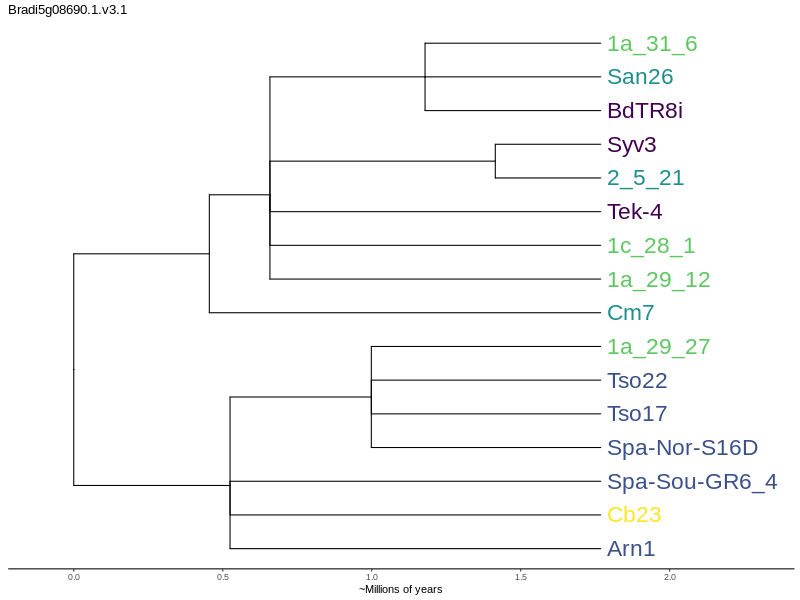 Bradi5g08690.1.v3.1
1a_31_6
San26
BdTR8i
Syv3
2_5_21
Tek-4
1c_28_1
1a_29_12
Cm7
1a_29_27
Tso22
Tso17
Spa-Nor-S16D
Spa-Sou-GR6_4
Cb23
Arn1
0.0 0.5 1.0 1.5 2.0
~Millions of years